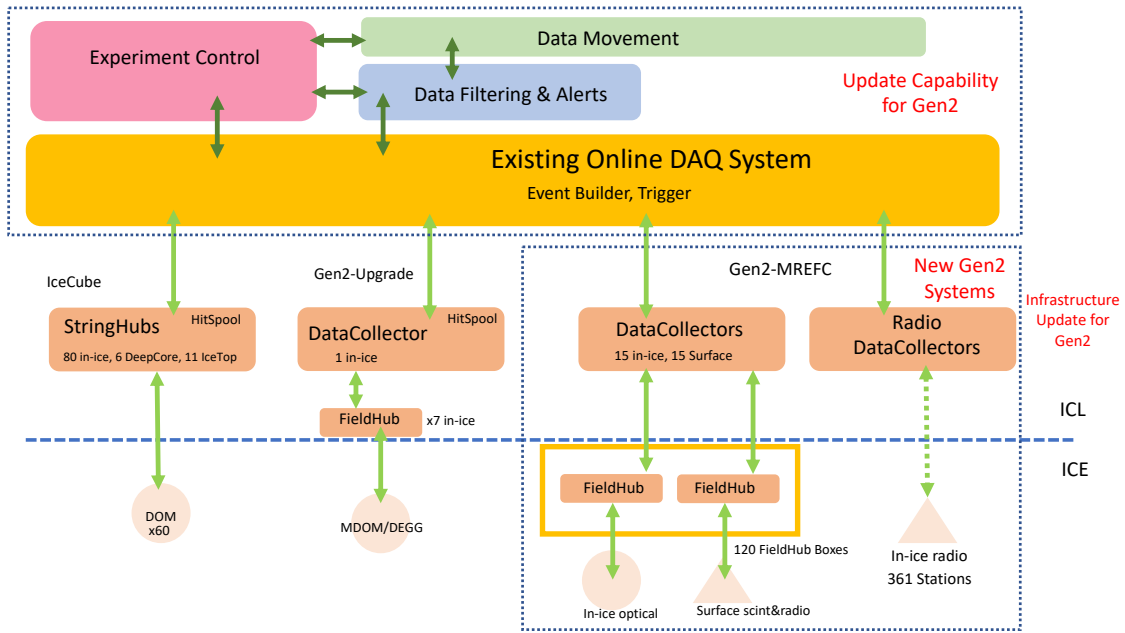 Experiment Control
Data Movement
Data Filtering & Alerts
Update Capability
for Gen2
Existing Online DAQ System
Event Builder, Trigger
IceCube
Gen2-Upgrade
Gen2-MREFC
New Gen2
Systems
StringHubs
HitSpool
80 in-ice, 6 DeepCore, 11 IceTop
HitSpool
DataCollector
1 in-ice
DataCollectors
15 in-ice, 15 Surface
Radio
DataCollectors
Infrastructure
Update for
Gen2
FieldHub
x7 in-ice
ICL
ICE
FieldHub
FieldHub
DOM
x60
MDOM/DEGG
120 FieldHub Boxes
In-ice radio
361 Stations
In-ice optical
Surface scint&radio